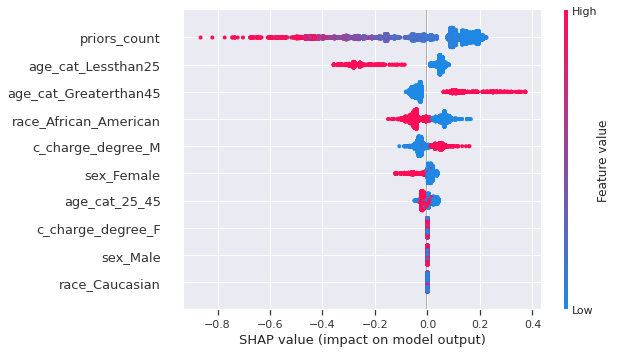 High
priors_count
age_cat_Lessthan25
age_cat_Greaterthan45
race_African_American
c_charge_degree_M
sex_Female
age_cat_25_45
c_charge_degree_F
sex_Male
race_Caucasian
Feature value
Low
−0.8 −0.6 −0.4 −0.2 0.0 0.2 0.4
SHAP value (impact on model output)